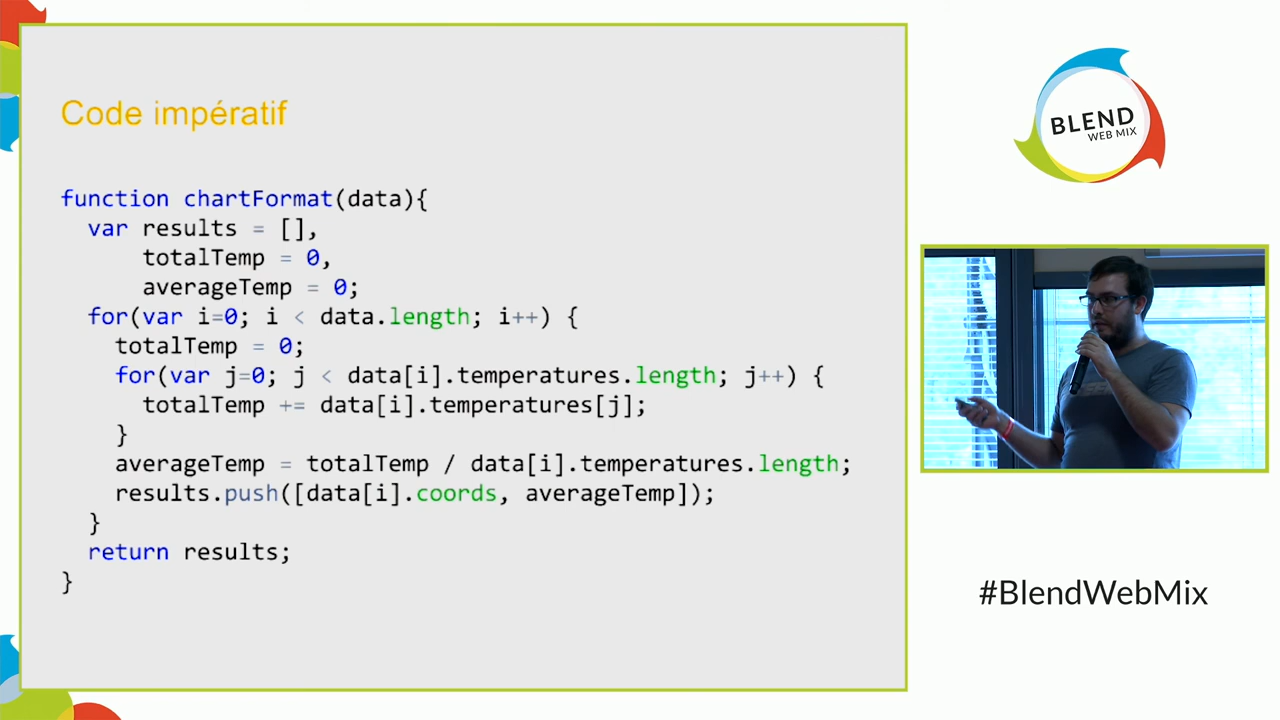 Code impératif
function chartFormat(data){
  var results = [],
      totalTemp = 0,
      averageTemp = 0;
  for(var i=0; i < data.length; i++) {
    totalTemp = 0;
    for(var j=0; j < data[i].temperatures.length; j++) {
      totalTemp += data[i].temperatures[j];
    }
    averageTemp = totalTemp / data[i].temperatures.length;
    results.push([data[i].coords, averageTemp]);
  }
  return results;
}
BLEND
WEB MIX
#BlendWebMix